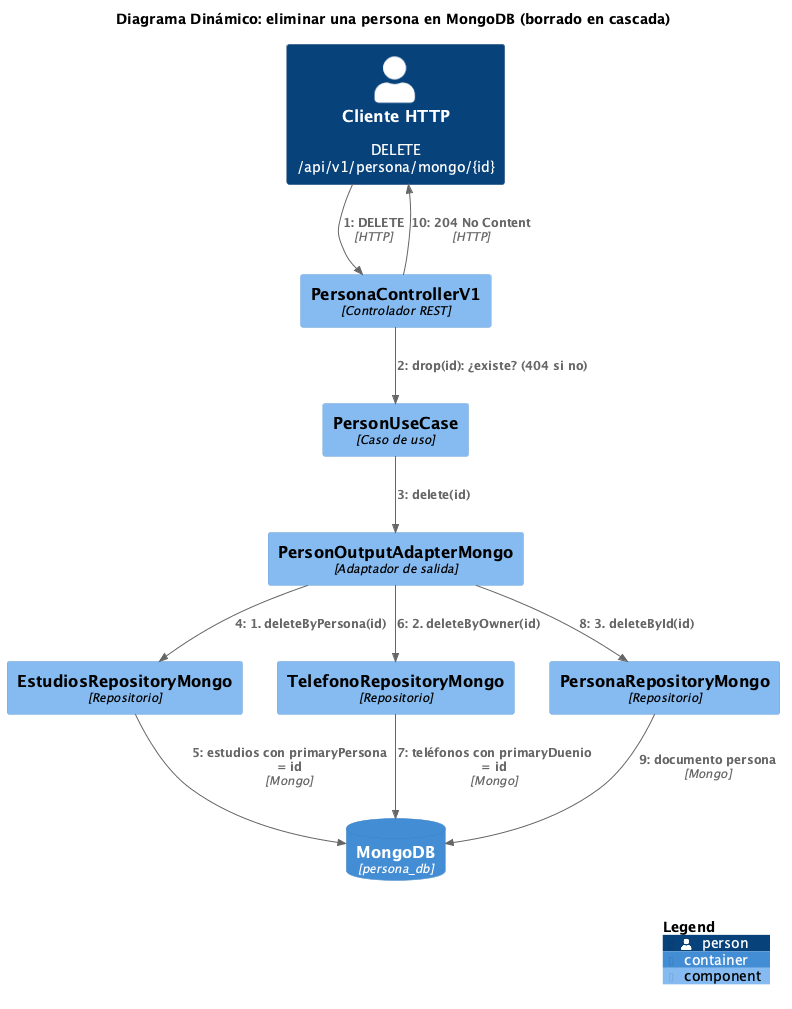 Diagrama Dinámico: eliminar una persona en MongoDB (borrado en cascada)
Cliente HTTP
DELETE
/api/v1/persona/mongo/{id}
1: DELETE
[HTTP]
10: 204 No Content
[HTTP]
PersonaControllerV1
[Controlador REST]
2: drop(id): ¿existe? (404 si no)
PersonUseCase
[Caso de uso]
3: delete(id)
PersonOutputAdapterMongo
[Adaptador de salida]
4: 1. deleteByPersona(id)
6: 2. deleteByOwner(id)
8: 3. deleteById(id)
EstudiosRepositoryMongo
[Repositorio]
TelefonoRepositoryMongo
[Repositorio]
PersonaRepositoryMongo
[Repositorio]
5: estudios con primaryPersona
= id
[Mongo]
7: teléfonos con primaryDuenio
= id
[Mongo]
9: documento persona
[Mongo]
MongoDB
[persona_db]
Legend
person
container
component